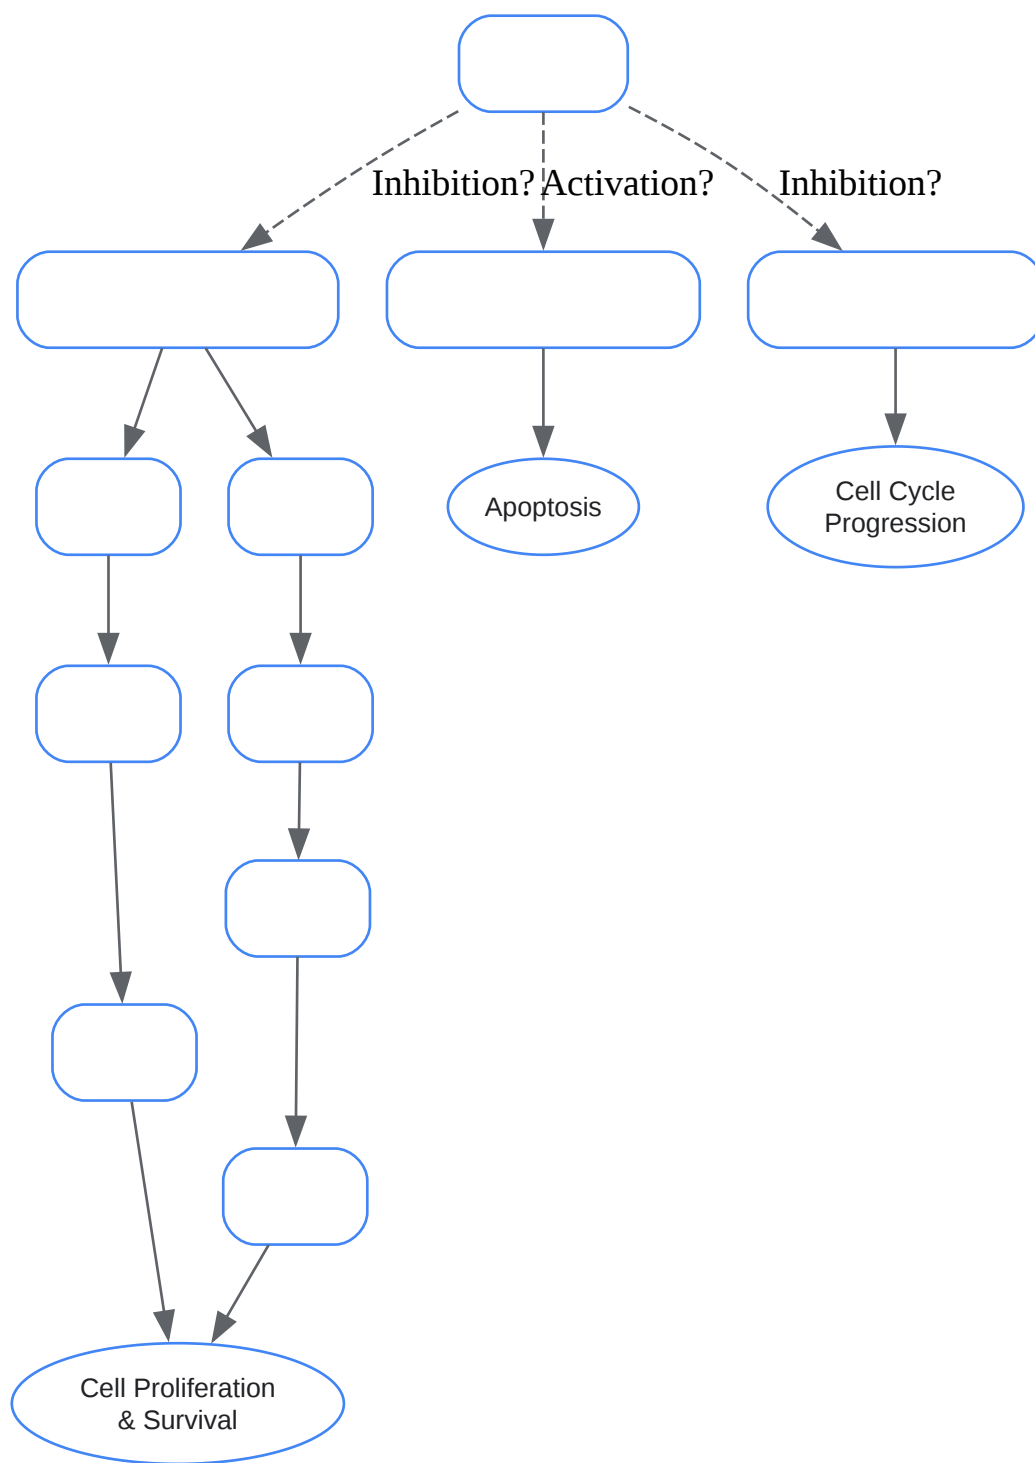 Inhibition?
Activation?
Inhibition?
Apoptosis
Cell Cycle
Progression
Cell Proliferation
& Survival